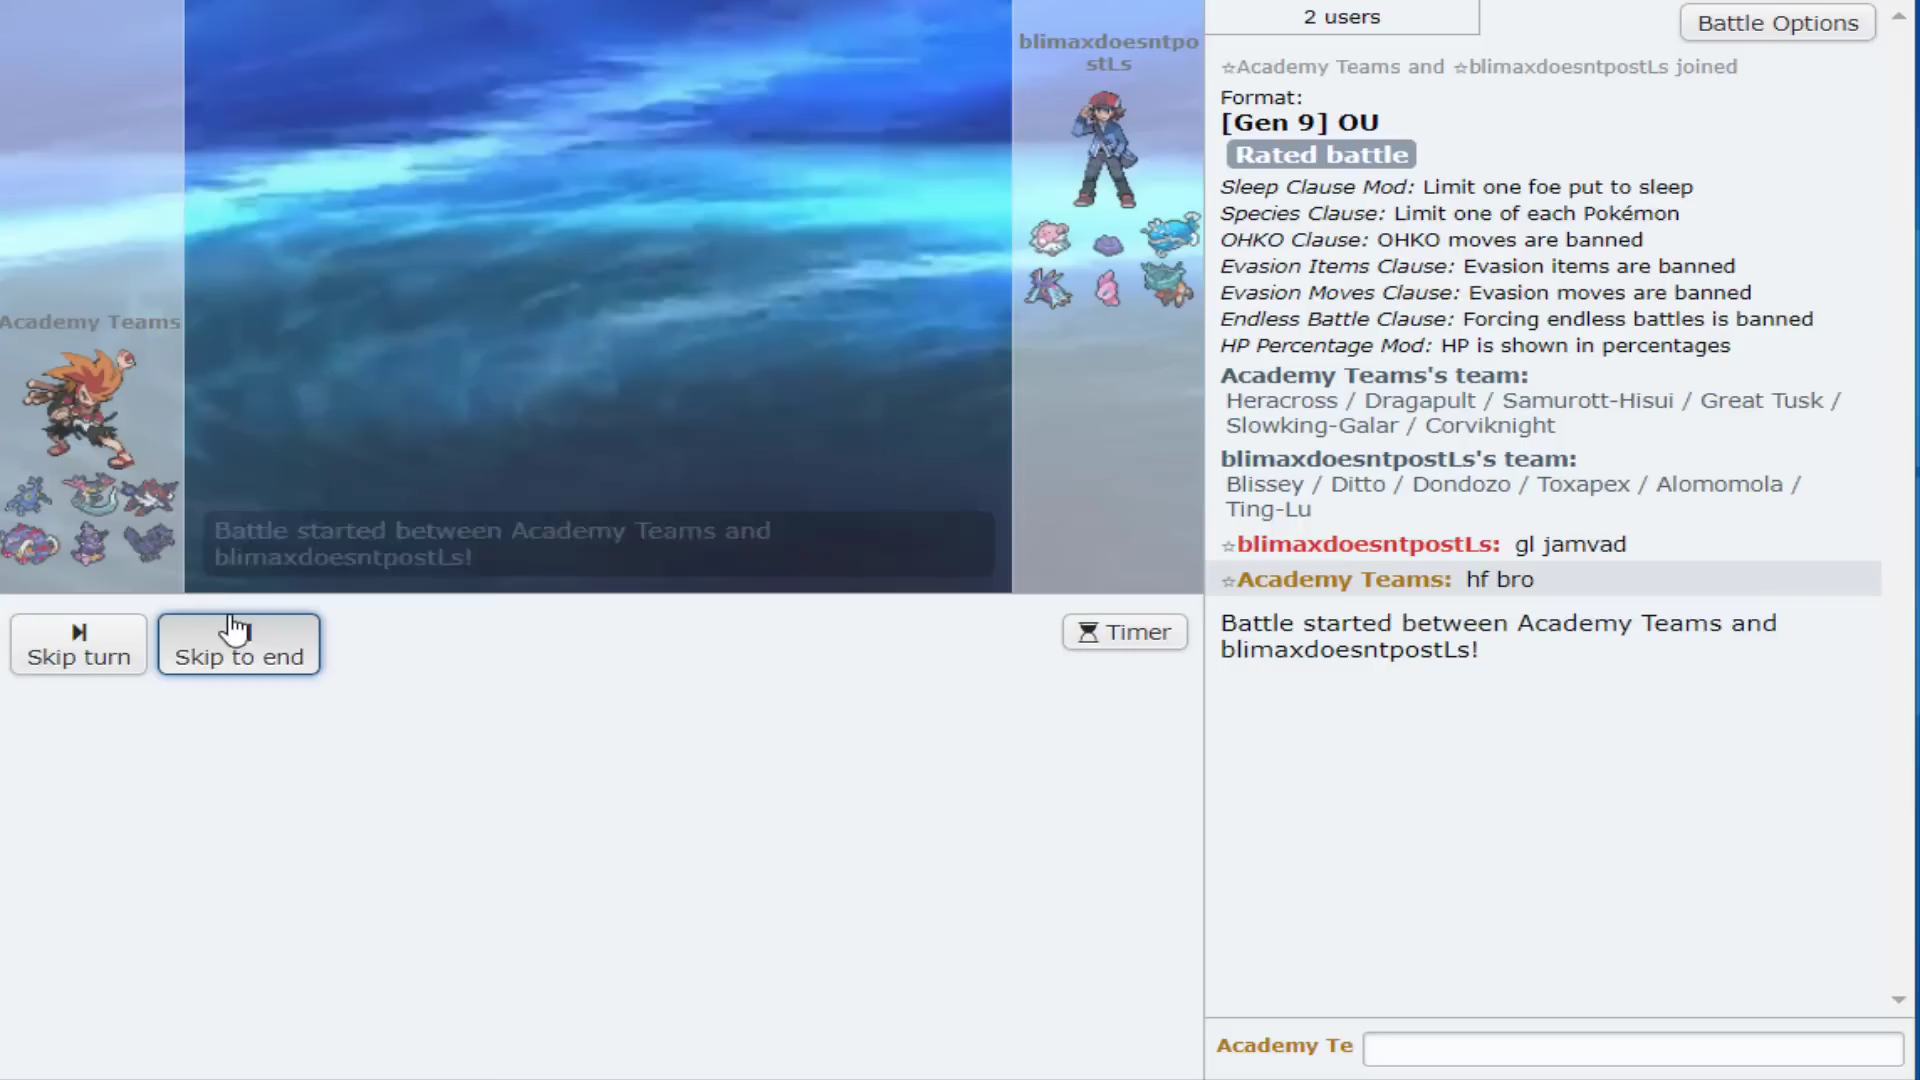 blimaxdoesntpo
stLs
Academy Teams
Battle started between Academy Teams and
blimaxdoesntpostLs!
Skip turn
Skip to end
Timer
2 users
Battle Options
☆Academy Teams and ☆blimaxdoesntpostLs joined
Format:
[Gen 9] OU
Rated battle
Sleep Clause Mod: Limit one foe put to sleep
Species Clause: Limit one of each Pokémon
OHKO Clause: OHKO moves are banned
Evasion Items Clause: Evasion items are banned
Evasion Moves Clause: Evasion moves are banned
Endless Battle Clause: Forcing endless battles is banned
HP Percentage Mod: HP is shown in percentages
Academy Teams's team:
Heracross / Dragapult / Samurott-Hisui / Great Tusk /
Slowking-Galar / Corviknight
blimaxdoesntpostLs's team:
Blissey / Ditto / Dondozo / Toxapex / Alomomola /
Ting-Lu
☆blimaxdoesntpostLs: gl jamvad
☆Academy Teams: hf bro
Battle started between Academy Teams and
blimaxdoesntpostLs!
Academy Te